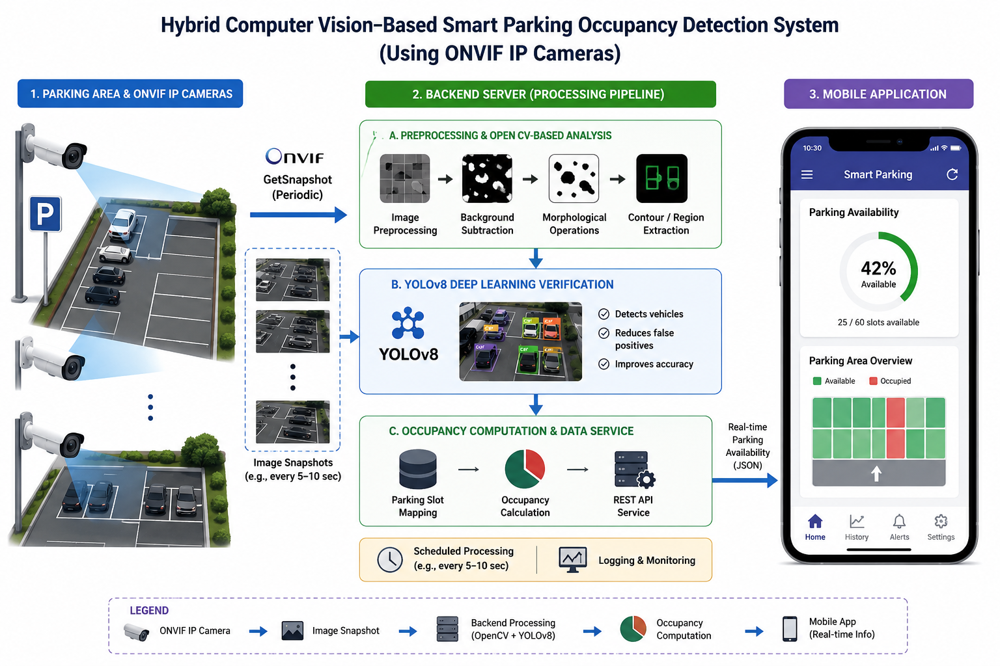 Hybrid Computer Vision-Based Smart Parking Occupancy Detection System
(Using ONVIF IP Cameras)
1. PARKING AREA & ONVIF IP CAMERAS
P
ONVIF
GetSnapshot
(Periodic)
Image Snapshots
(e.g., every 5–10 sec)
2. BACKEND SERVER (PROCESSING PIPELINE)
A. PREPROCESSING & OPEN CV-BASED ANALYSIS
Image
Preprocessing
Background
Subtraction
Morphological
Operations
Contour / Region
Extraction
B. YOLOv8 DEEP LEARNING VERIFICATION
YOLOv8
Detects vehicles
Reduces false
positives
Improves accuracy
C. OCCUPANCY COMPUTATION & DATA SERVICE
Parking Slot
Mapping
Occupancy
Calculation
REST API
Service
Scheduled Processing
(e.g., every 5–10 sec)
Logging & Monitoring
Real-time
Parking
Availability
(JSON)
3. MOBILE APPLICATION
10:30
Smart Parking
Parking Availability
42%
Available
25 / 60 slots available
Parking Area Overview
Available
Occupied
Home
History
Alerts
Settings
LEGEND
ONVIF IP Camera
Image Snapshot
Backend Processing
(OpenCV + YOLOv8)
Occupancy
Computation
Mobile App
(Real-time Info)